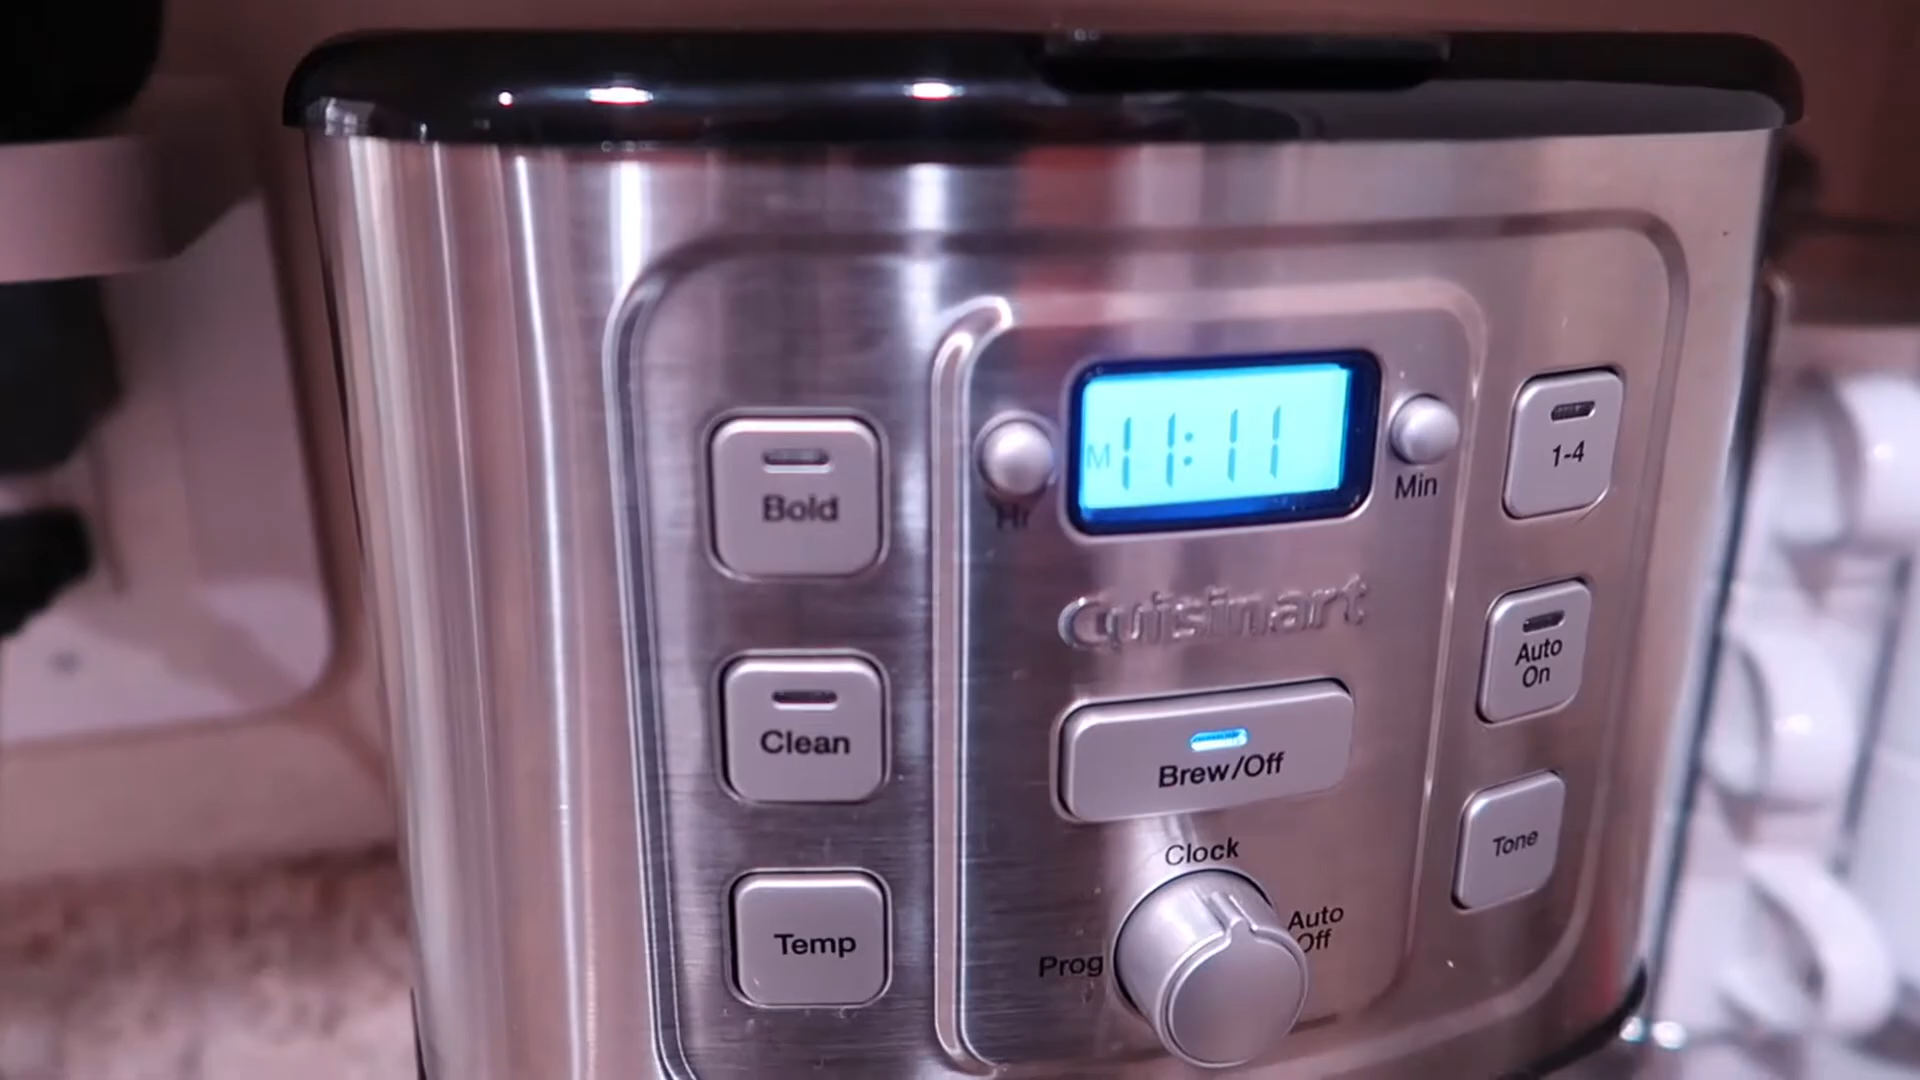 M 11:11
Hr
Min
1-4
Bold
Cuisinart
Auto
On
Clean
Brew/Off
Tone
Clock
Temp
Prog
Auto
Off